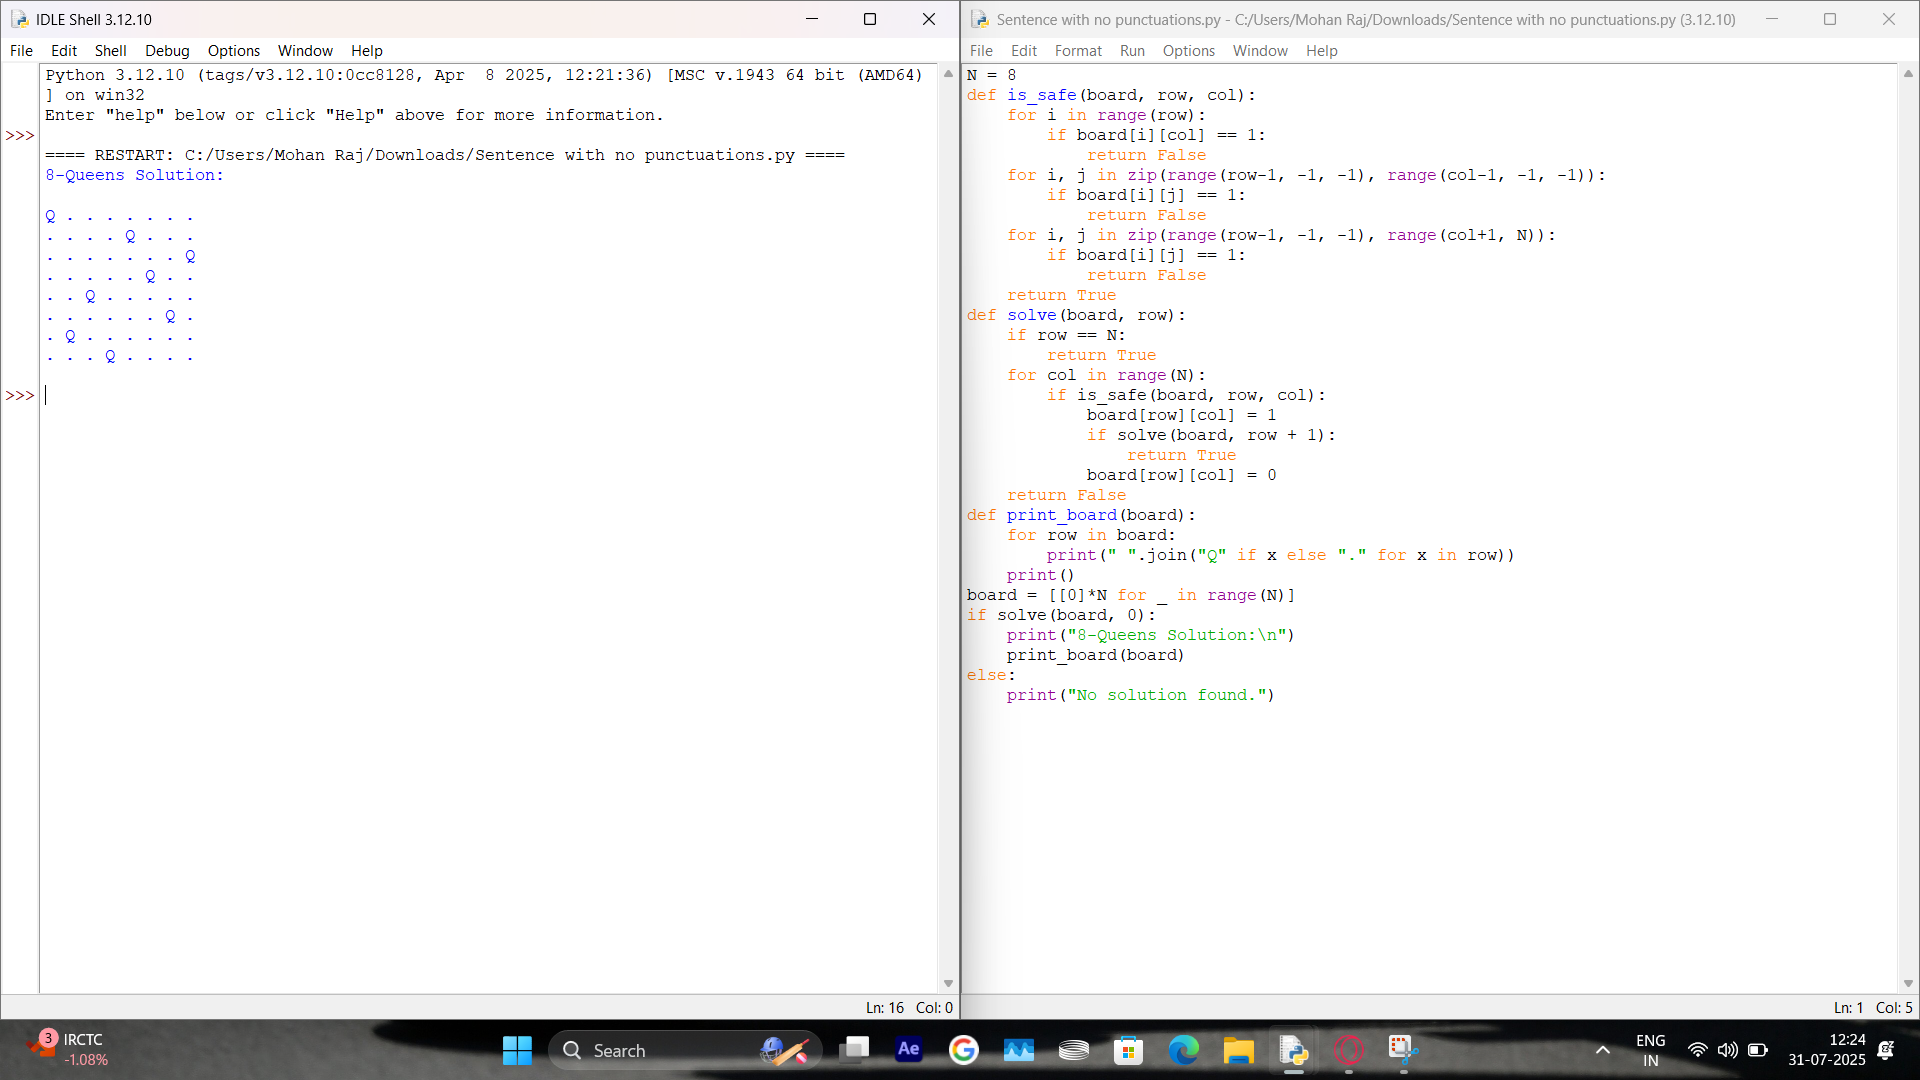 IDLE Shell 3.12.10
File Edit Shell Debug Options Window Help
Python 3.12.10 (tags/v3.12.10:0cc8128, Apr  8 2025, 12:21:36) [MSC v.1943 64 bit (AMD64)
] on win32
Enter "help" below or click "Help" above for more information.
>>>
==== RESTART: C:/Users/Mohan Raj/Downloads/Sentence with no punctuations.py ====
8-Queens Solution:
Q . . . . . . .
. . . . Q . . .
. . . . . . . Q
. . . . . Q . .
. . Q . . . . .
. . . . . . Q .
. Q . . . . . .
. . . Q . . . .
>>>
Ln: 16 Col: 0
Sentence with no punctuations.py - C:/Users/Mohan Raj/Downloads/Sentence with no punctuations.py (3.12.10)
File Edit Format Run Options Window Help
N = 8
def is_safe(board, row, col):
    for i in range(row):
        if board[i][col] == 1:
            return False
    for i, j in zip(range(row-1, -1, -1), range(col-1, -1, -1)):
        if board[i][j] == 1:
            return False
    for i, j in zip(range(row-1, -1, -1), range(col+1, N)):
        if board[i][j] == 1:
            return False
    return True
def solve(board, row):
    if row == N:
        return True
    for col in range(N):
        if is_safe(board, row, col):
            board[row][col] = 1
            if solve(board, row + 1):
                return True
            board[row][col] = 0
    return False
def print_board(board):
    for row in board:
        print(" ".join("Q" if x else "." for x in row))
    print()
board = [[0]*N for _ in range(N)]
if solve(board, 0):
    print("8-Queens Solution:\n")
    print_board(board)
else:
    print("No solution found.")
Ln: 1 Col: 5
3
IRCTC
-1.08%
Search
Ae
ENG
IN
12:24
31-07-2025